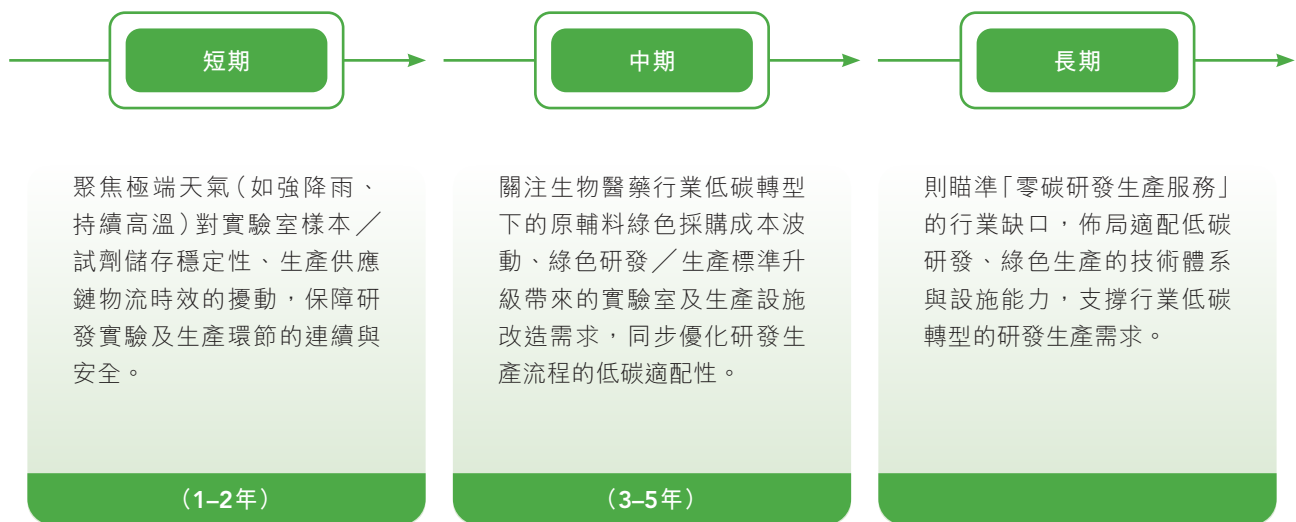 短期
聚焦極端天氣(如強降雨、
持續高溫)對實驗室樣本／
試劑儲存穩定性、生產供應
鏈物流時效的擾動,保障研
發實驗及生產環節的連續與
安全。
(1–2年)
中期
關注生物醫藥行業低碳轉型
下的原輔料綠色採購成本波
動、綠色研發／生產標準升
級帶來的實驗室及生產設施
改造需求,同步優化研發生
產流程的低碳適配性。
(3–5年)
長期
則瞄準「零碳研發生產服務」
的行業缺口,佈局適配低碳
研發、綠色生產的技術體系
與設施能力,支撐行業低碳
轉型的研發生產需求。